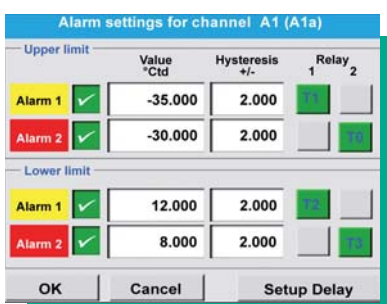 Alarm settings for channel A1 (A1a)
Upper limit
Value Hysteresis Relay
°Ctd +/- 1 2
Alarm 1 -35.000 2.000 T1
Alarm 2 -30.000 2.000
Lower limit
Alarm 1 12.000 2.000 T2
Alarm 2 8.000 2.000 T3
OK Cancel Setup Delay